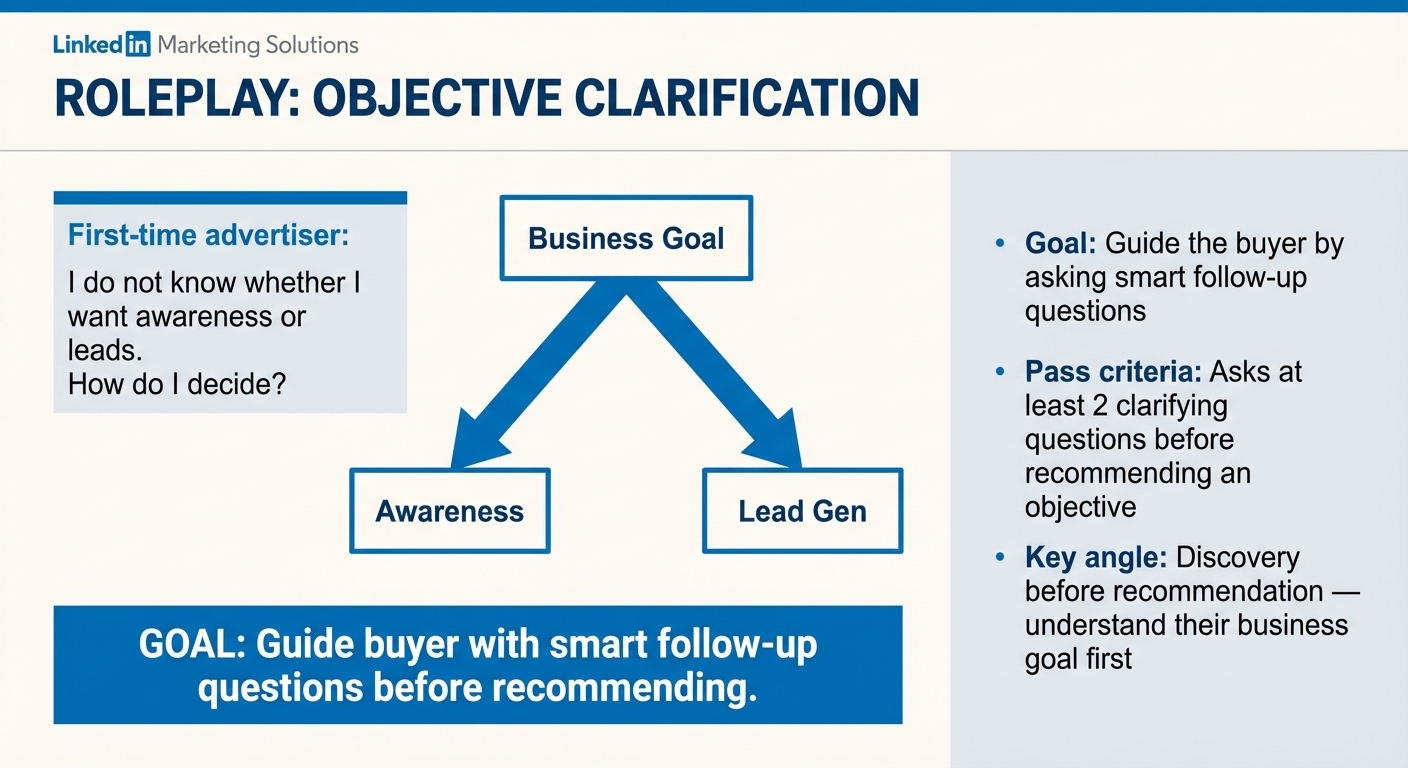 Linked in Marketing Solutions
ROLEPLAY: OBJECTIVE CLARIFICATION
First-time advertiser:
I do not know whether I
want awareness or
leads.
How do I decide?
Business Goal
Awareness
Lead Gen
GOAL: Guide buyer with smart follow-up
questions before recommending.
• Goal: Guide the buyer by
asking smart follow-up
questions
• Pass criteria: Asks at
least 2 clarifying
questions before
recommending an
objective
• Key angle: Discovery
before recommendation —
understand their business
goal first